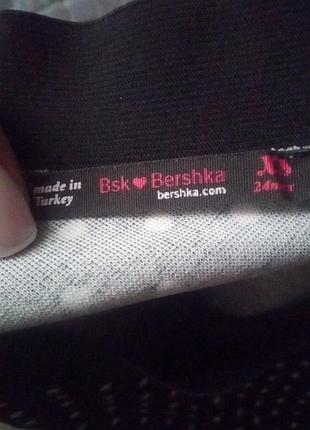 made in
Turkey
Bsk ♥ Bershka
bershka.com
XS